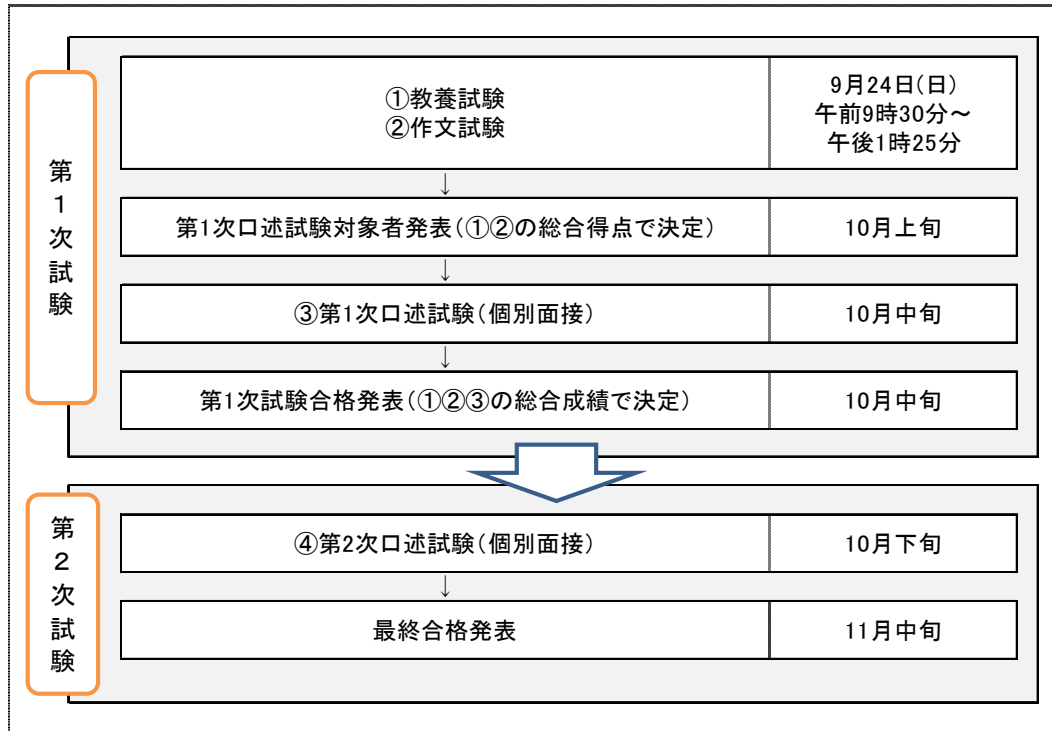 第1次試験
①教養試験
②作文試験
9月24日(日)
午前9時30分～
午後1時25分
↓
第1次口述試験対象者発表(①②の総合得点で決定)
10月上旬
↓
③第1次口述試験(個別面接)
10月中旬
↓
第1次試験合格発表(①②③の総合成績で決定)
10月中旬
第2次試験
④第2次口述試験(個別面接)
10月下旬
↓
最終合格発表
11月中旬